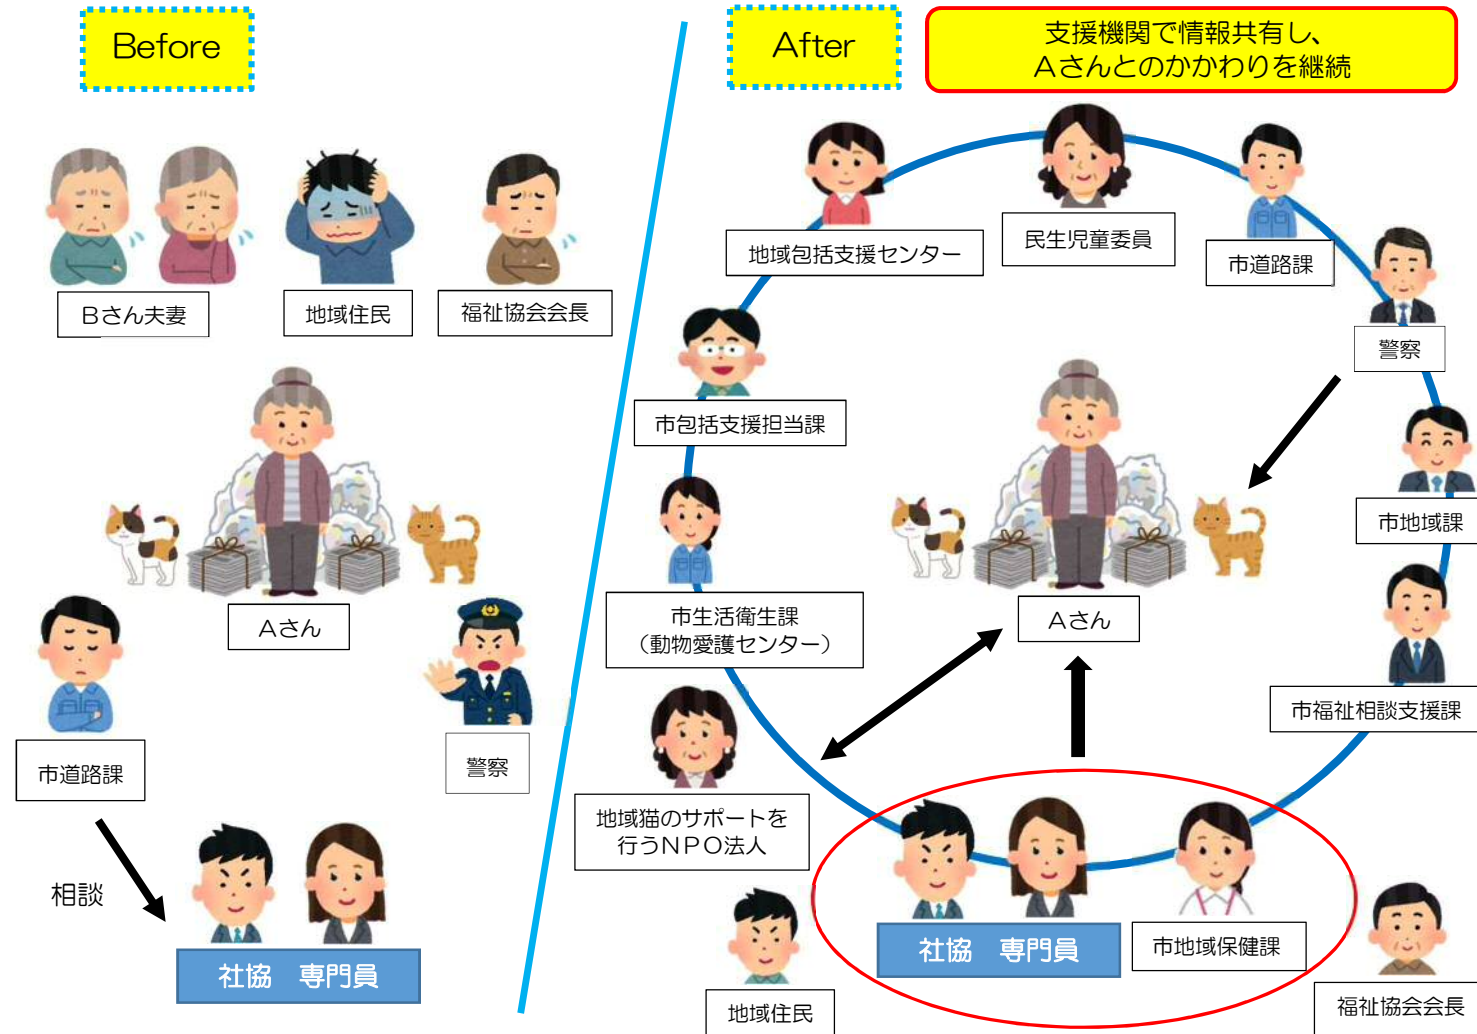 Before
Bさん夫妻
地域住民
福祉協会会長
Aさん
市道路課
警察
相談
社協　専門員
After
支援機関で情報共有し、
Aさんとのかかわりを継続
地域包括支援センター
民生児童委員
市道路課
警察
市包括支援担当課
市地域課
市生活衛生課
（動物愛護センター）
Aさん
市福祉相談支援課
地域猫のサポートを
行うNPO法人
社協　専門員
市地域保健課
地域住民
福祉協会会長